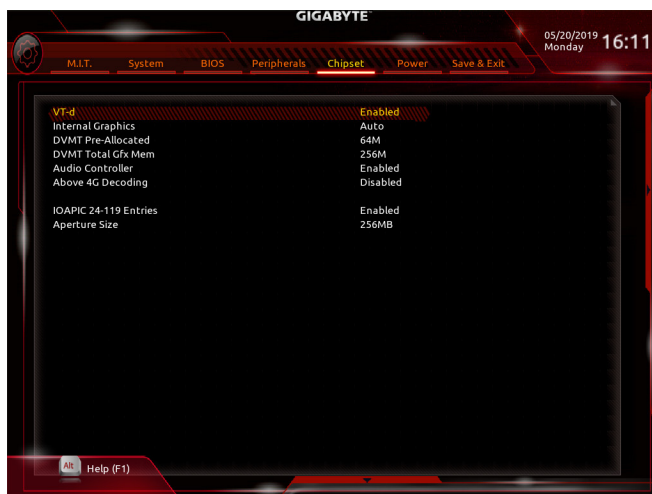 GIGABYTE™
05/20/2019
Monday
16:11
M.I.T. System BIOS Peripherals Chipset Power Save & Exit
VT-d Enabled
Internal Graphics Auto
DVMT Pre-Allocated 64M
DVMT Total Gfx Mem 256M
Audio Controller Enabled
Above 4G Decoding Disabled
IOAPIC 24-119 Entries Enabled
Aperture Size 256MB
Alt Help (F1)